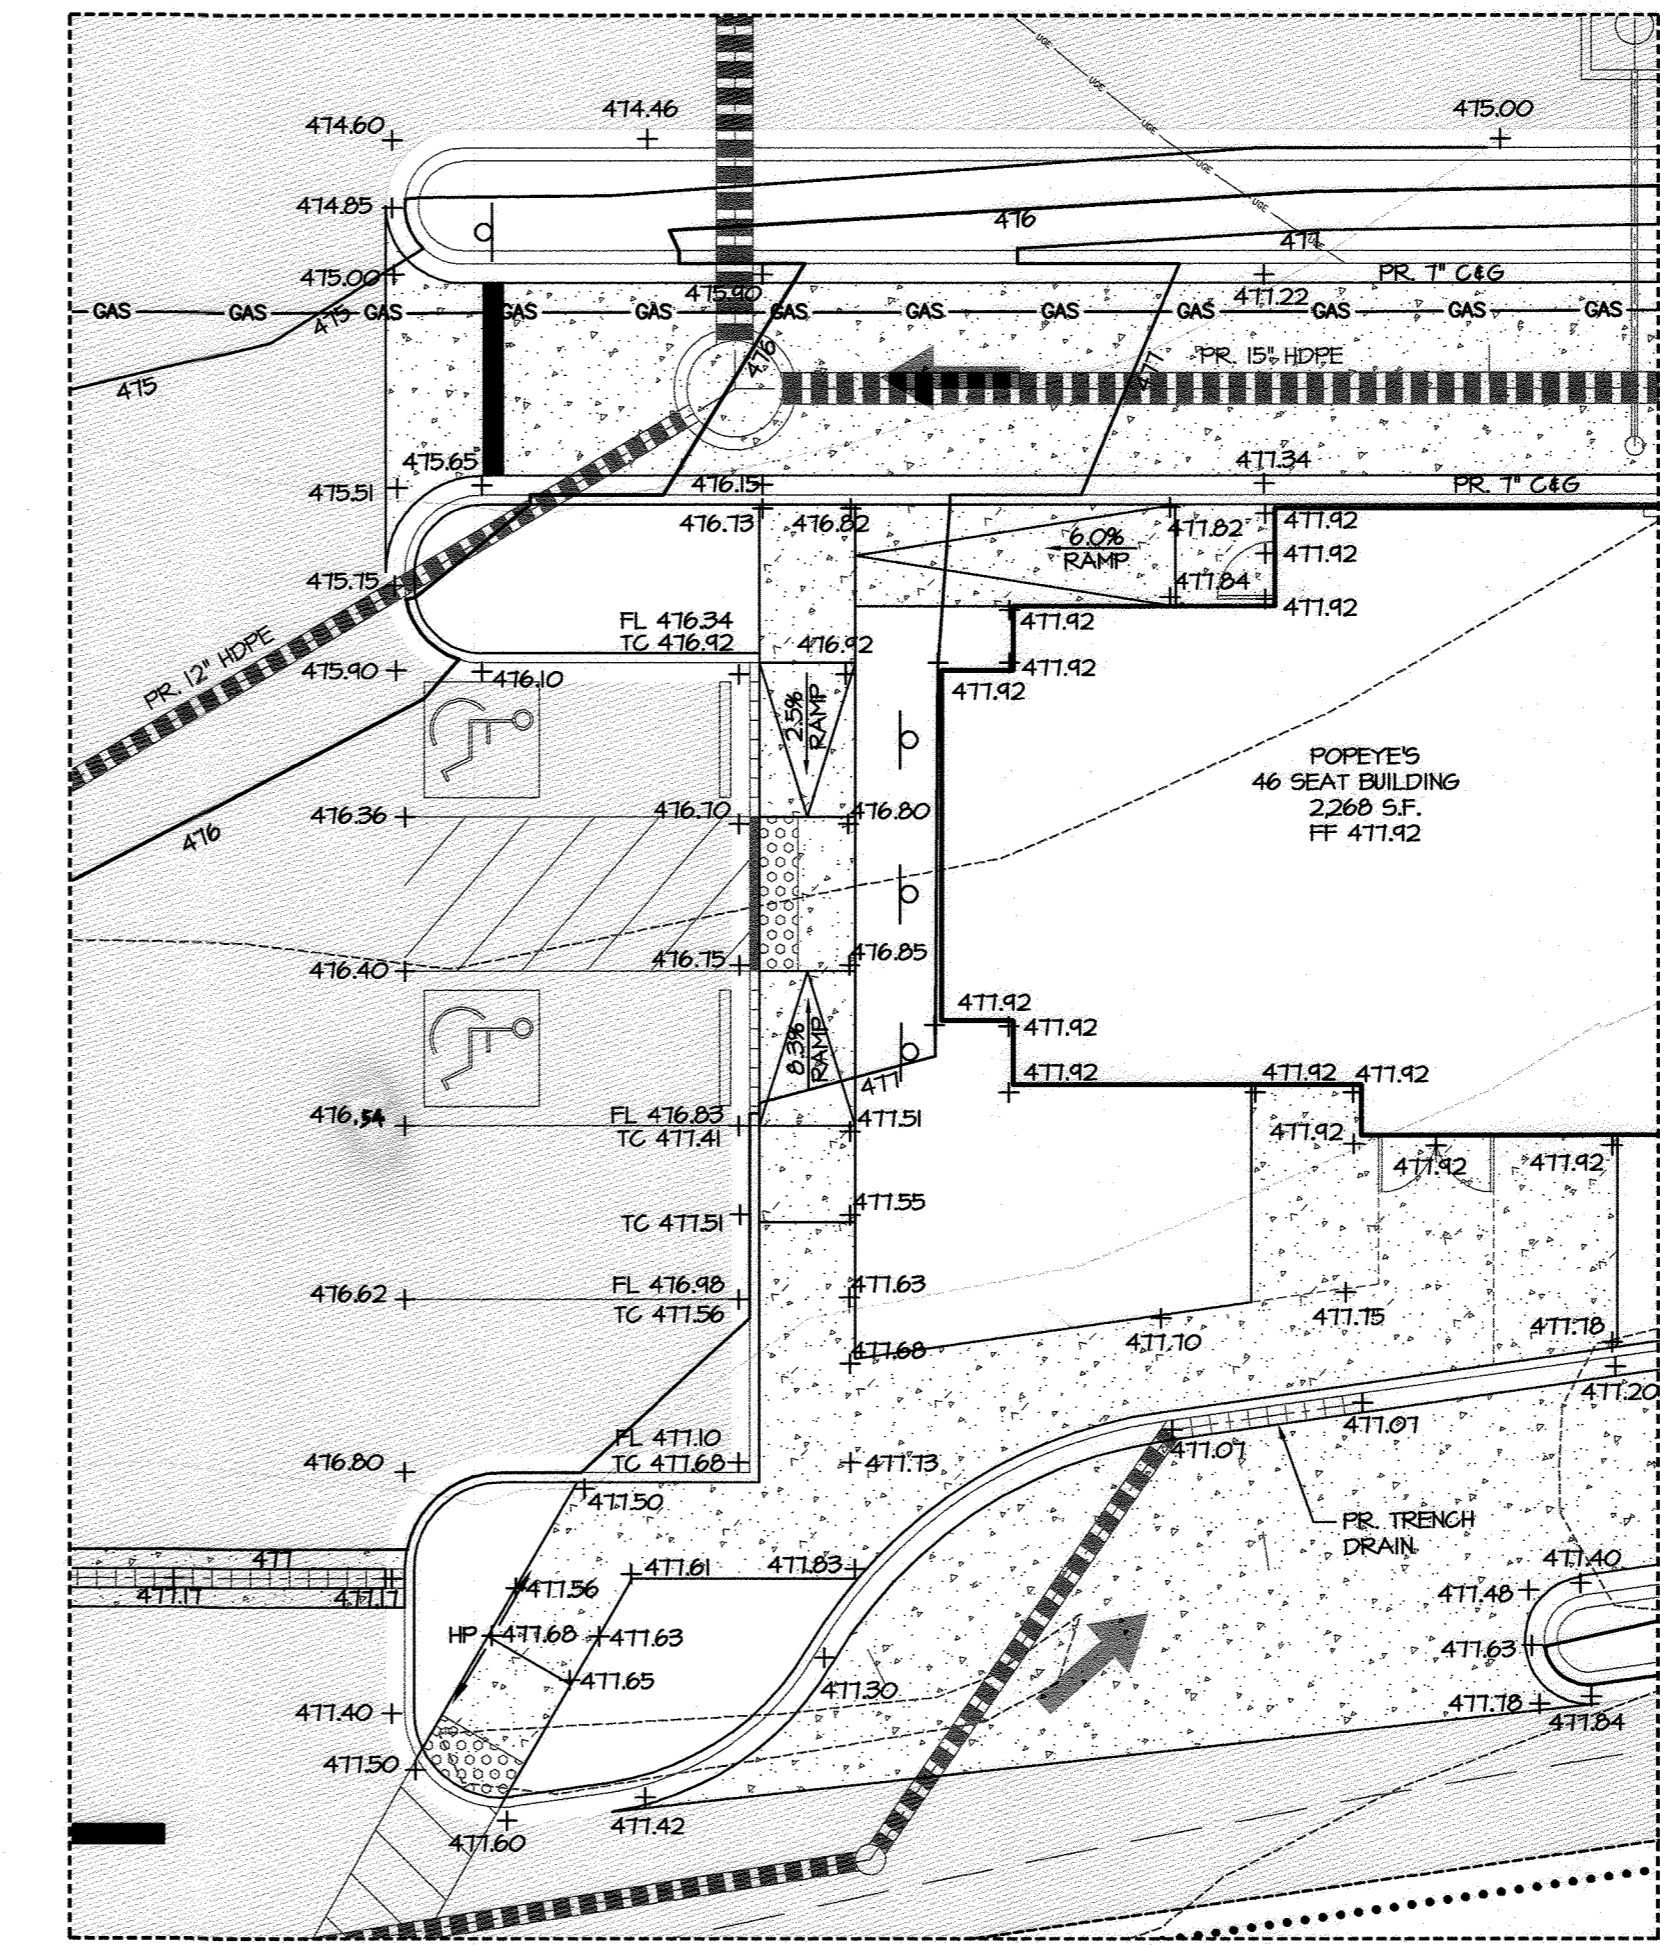 474.60
474.46
475.00
UGE
UGE
UGE
UGE
UGE
474.85
476
477
475.00
475.90
477.22
PR. 7" C&G
GAS
GAS
GAS
GAS
GAS
GAS
GAS
GAS
GAS
GAS
GAS
GAS
475
475
476
477
PR. 15" HDPE
475.65
475.51
476.15
477.34
PR. 7" C&G
476.73
476.82
477.82
477.92
6.0%
RAMP
477.92
475.75
477.84
477.92
FL 476.34
TC 476.92
476.92
477.92
477.92
477.92
PR. 12" HDPE
475.90
476.10
2.5%
RAMP
POPEYE'S
46 SEAT BUILDING
2,268 S.F.
FF 477.92
476.36
476.70
476.80
476
476.40
476.75
476.85
477.92
477.92
8.3%
RAMP
477
477.92
477.92
477.92
476.54
FL 476.83
TC 477.41
477.51
477.92
477.92
477.92
TC 477.51
477.55
476.62
FL 476.98
TC 477.56
477.63
477.68
477.70
477.75
477.78
477.20
476.80
FL 477.10
TC 477.68
477.73
477.07
477.07
477.50
PR. TRENCH
DRAIN
477
477.17
477.17
477.56
477.61
477.83
477.40
477.48
HP 477.68
477.63
477.63
477.65
477.40
477.30
477.78
477.84
477.50
477.60
477.42